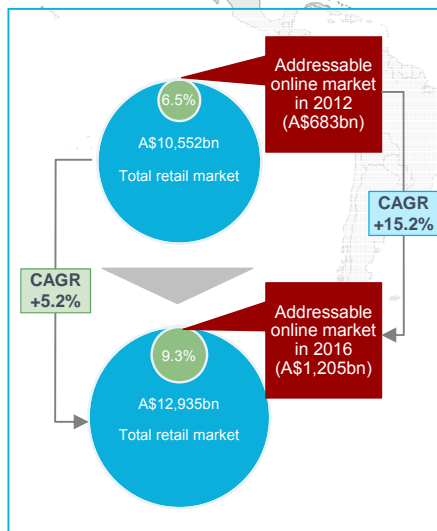 Addressable
online market
in 2012
(A$683bn)
6.5%
A$10,552bn
Total retail market
CAGR
+15.2%
CAGR
+5.2%
Addressable
online market
in 2016
(A$1,205bn)
9.3%
A$12,935bn
Total retail market